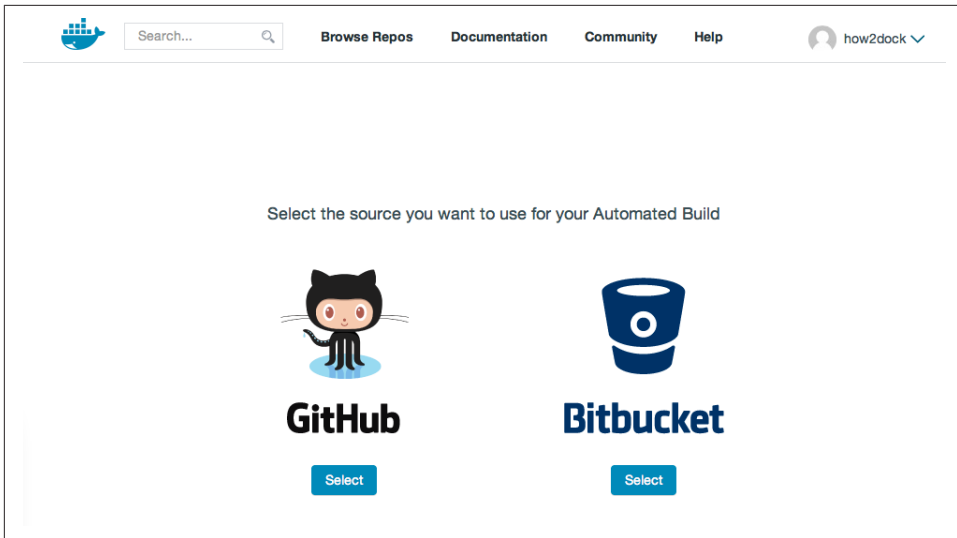 Search... Browse Repos Documentation Community Help how2dock
Select the source you want to use for your Automated Build
GitHub Bitbucket
Select Select